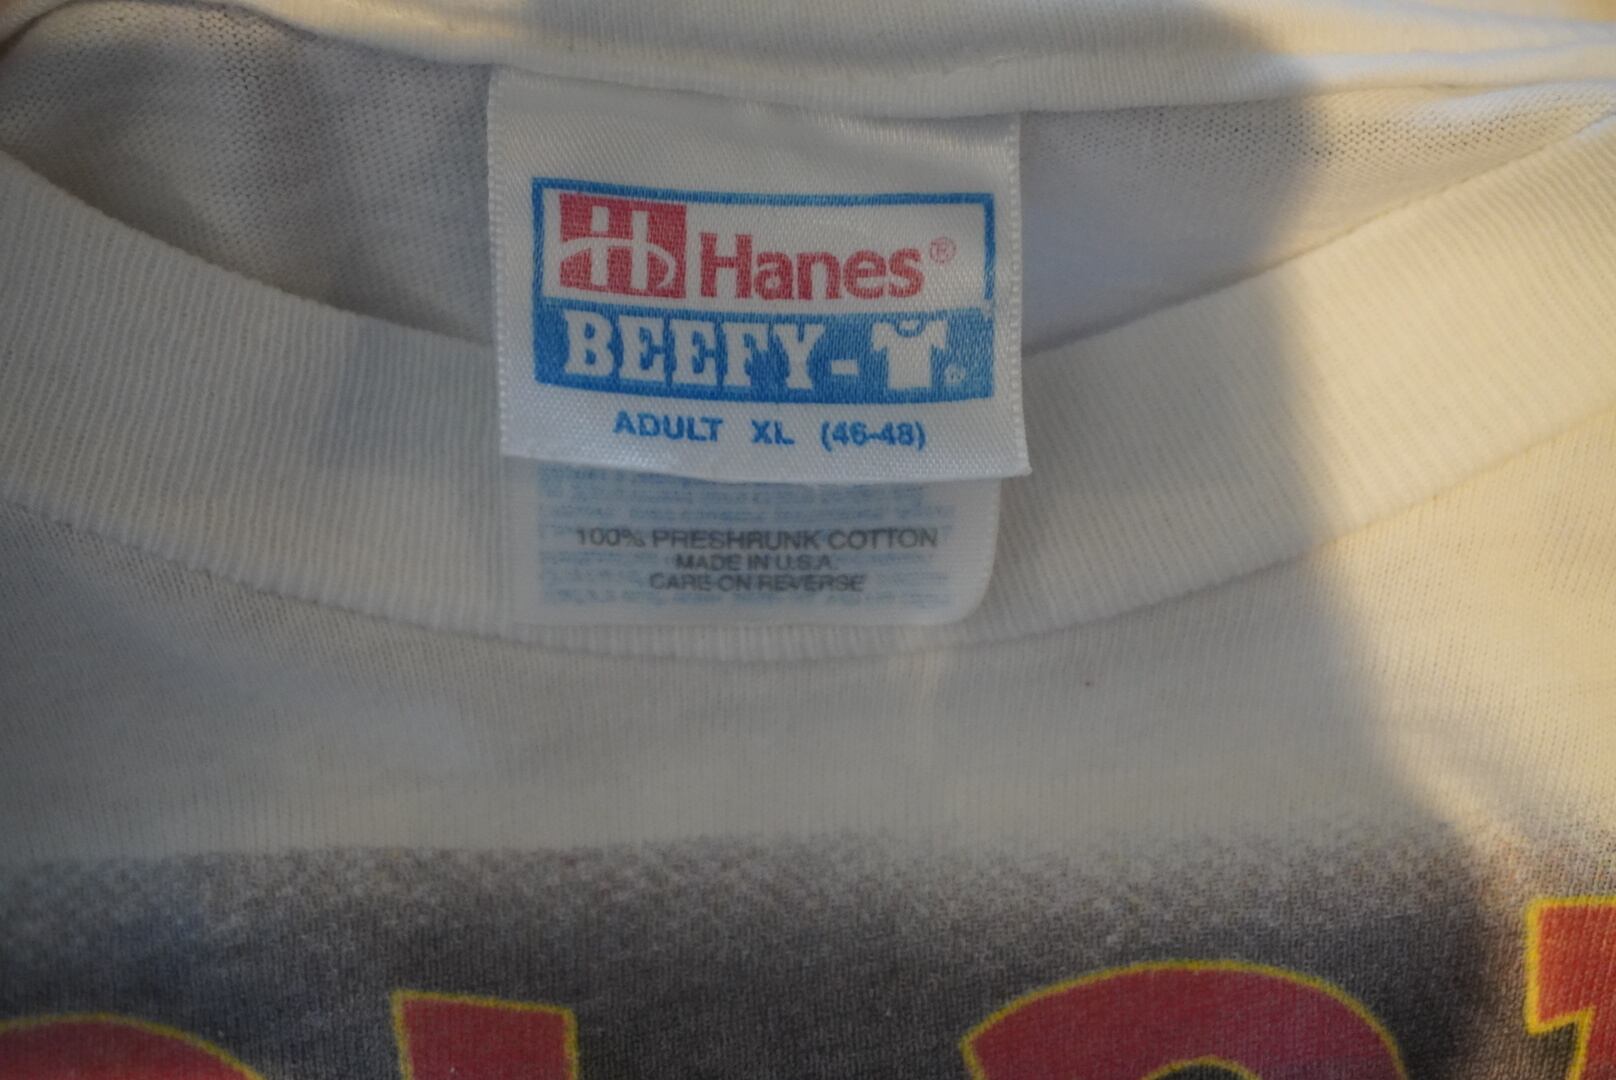 Hanes®
BEEFY-
ADULT XL (46-48)
100% PRESHRUNK COTTON
MADE IN U.S.A.
CARE ON REVERSE